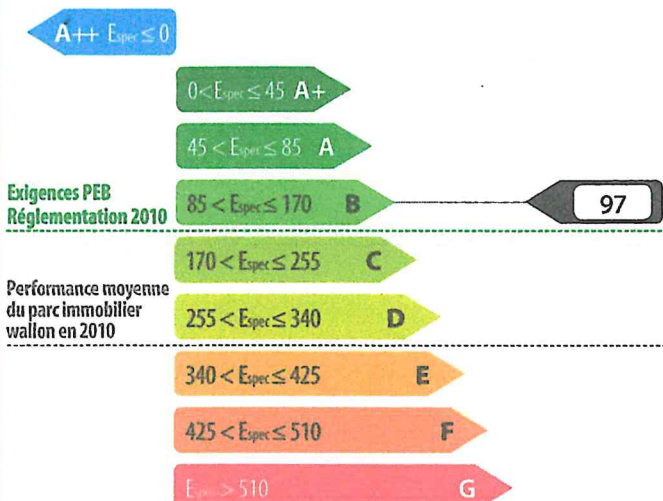 A++ Espec ≤ 0
0 < Espec ≤ 45 A+
45 < Espec ≤ 85 A
Exigences PEB
Réglementation 2010
85 < Espec ≤ 170 B
97
170 < Espec ≤ 255 C
Performance moyenne
du parc immobilier
wallon en 2010
255 < Espec ≤ 340 D
340 < Espec ≤ 425 E
425 < Espec ≤ 510 F
Espec > 510 G